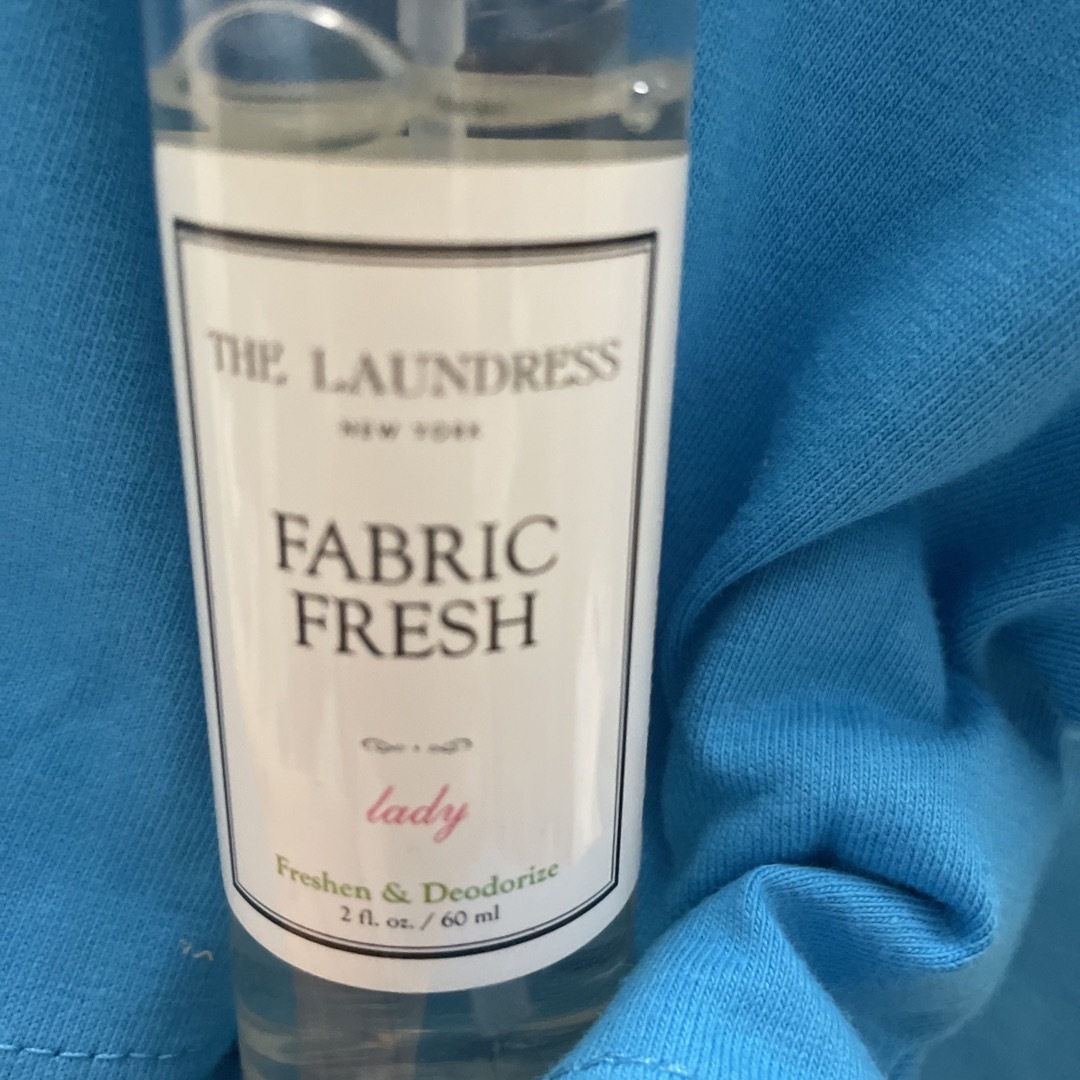 THE LAUNDRESS
NEW YORK
FABRIC
FRESH
lady
Freshen & Deodorize
2 fl. oz. / 60 ml